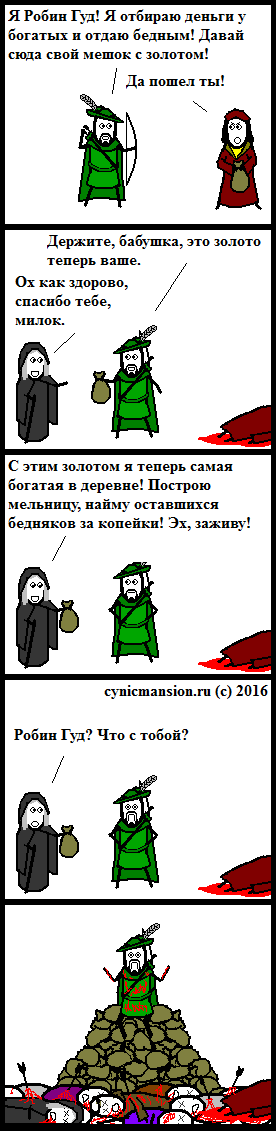 Я Робин Гуд! Я отбираю деньги у
богатых и отдаю бедным! Давай
сюда свой мешок с золотом!
Да пошел ты!
Держите, бабушка, это золото
теперь ваше.
Ох как здорово,
спасибо тебе,
милок.
С этим золотом я теперь самая
богатая в деревне! Построю
мельницу, найму оставшихся
бедняков за копейки! Эх, заживу!
cynicmansion.ru (c) 2016
Робин Гуд? Что с тобой?